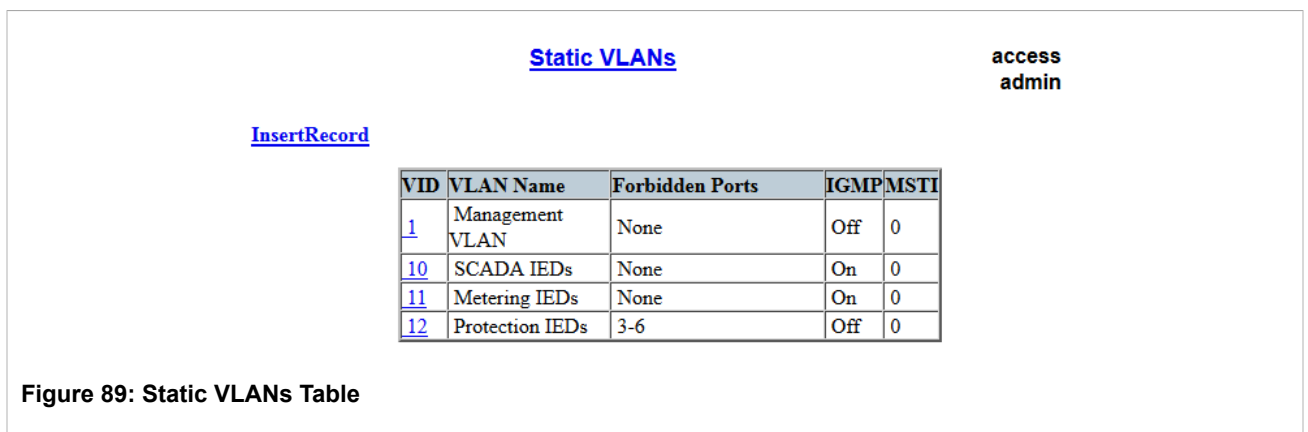 Static VLANs
access
admin
InsertRecord
VID VLAN Name Forbidden Ports IGMP MSTI
1 Management VLAN None Off 0
10 SCADA IEDs None On 0
11 Metering IEDs None On 0
12 Protection IEDs 3-6 Off 0
Figure 89: Static VLANs Table